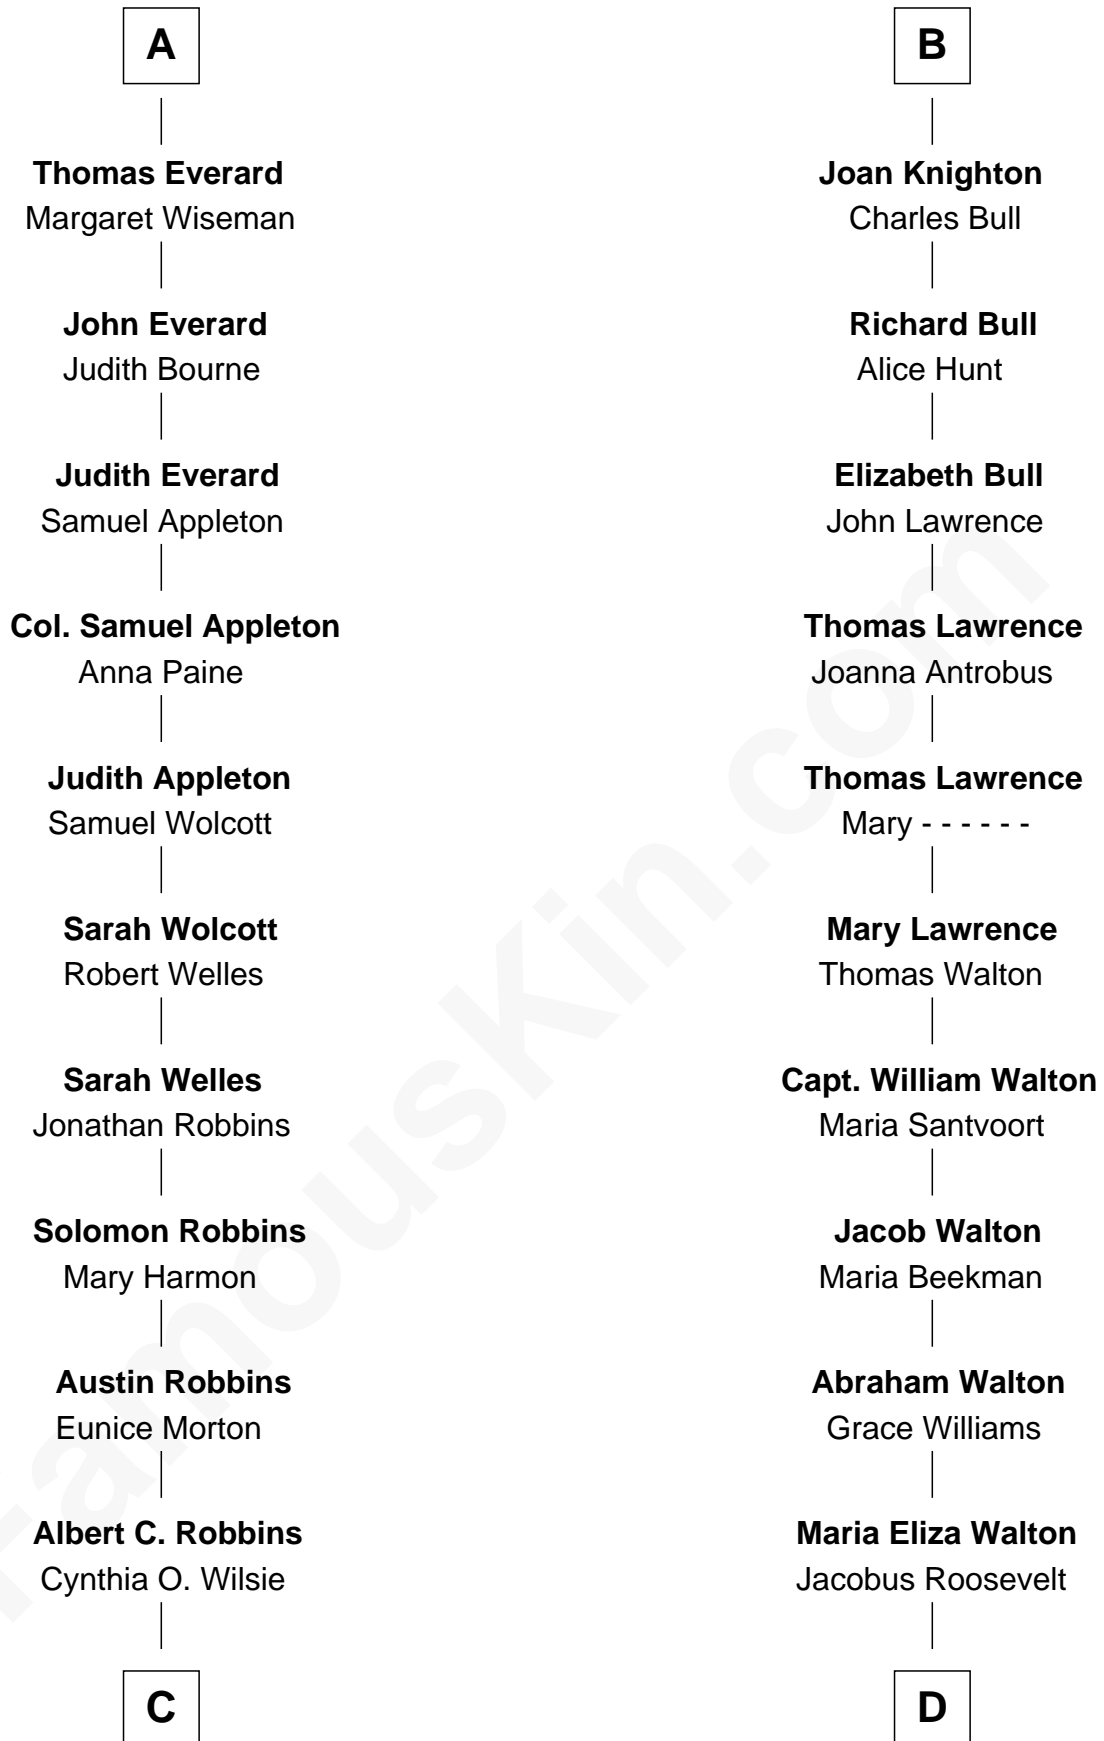 A
Thomas Everard
Margaret Wiseman
John Everard
Judith Bourne
Judith Everard
Samuel Appleton
Col. Samuel Appleton
Anna Paine
Judith Appleton
Samuel Wolcott
Sarah Wolcott
Robert Welles
Sarah Welles
Jonathan Robbins
Solomon Robbins
Mary Harmon
Austin Robbins
Eunice Morton
Albert C. Robbins
Cynthia O. Wilsie
C
B
Joan Knighton
Charles Bull
Richard Bull
Alice Hunt
Elizabeth Bull
John Lawrence
Thomas Lawrence
Joanna Antrobus
Thomas Lawrence
Mary - - - - - -
Mary Lawrence
Thomas Walton
Capt. William Walton
Maria Santvoort
Jacob Walton
Maria Beekman
Abraham Walton
Grace Williams
Maria Eliza Walton
Jacobus Roosevelt
D
FamousKin.com